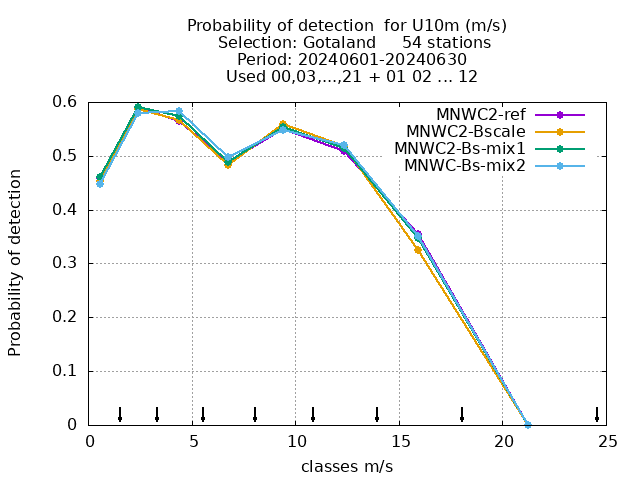 Probability of detection  for U10m (m/s)
Selection: Gotaland     54 stations
Period: 20240601-20240630
Used 00,03,...,21 + 01 02 ... 12
Probability of detection
0.6
0.5
0.4
0.3
0.2
0.1
0
MNWC2-ref
MNWC2-Bscale
MNWC2-Bs-mix1
MNWC-Bs-mix2
0 5 10 15 20 25
classes m/s